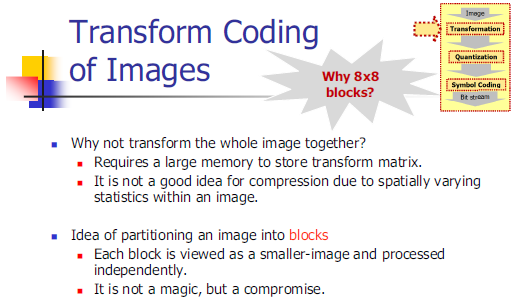 Transform Coding
of Images
Why 8x8
blocks?
Image
Transformation
Quantization
Symbol Coding
Bit stream
Why not transform the whole image together?
Requires a large memory to store transform matrix.
It is not a good idea for compression due to spatially varying
statistics within an image.
Idea of partitioning an image into blocks
Each block is viewed as a smaller-image and processed
independently.
It is not a magic, but a compromise.